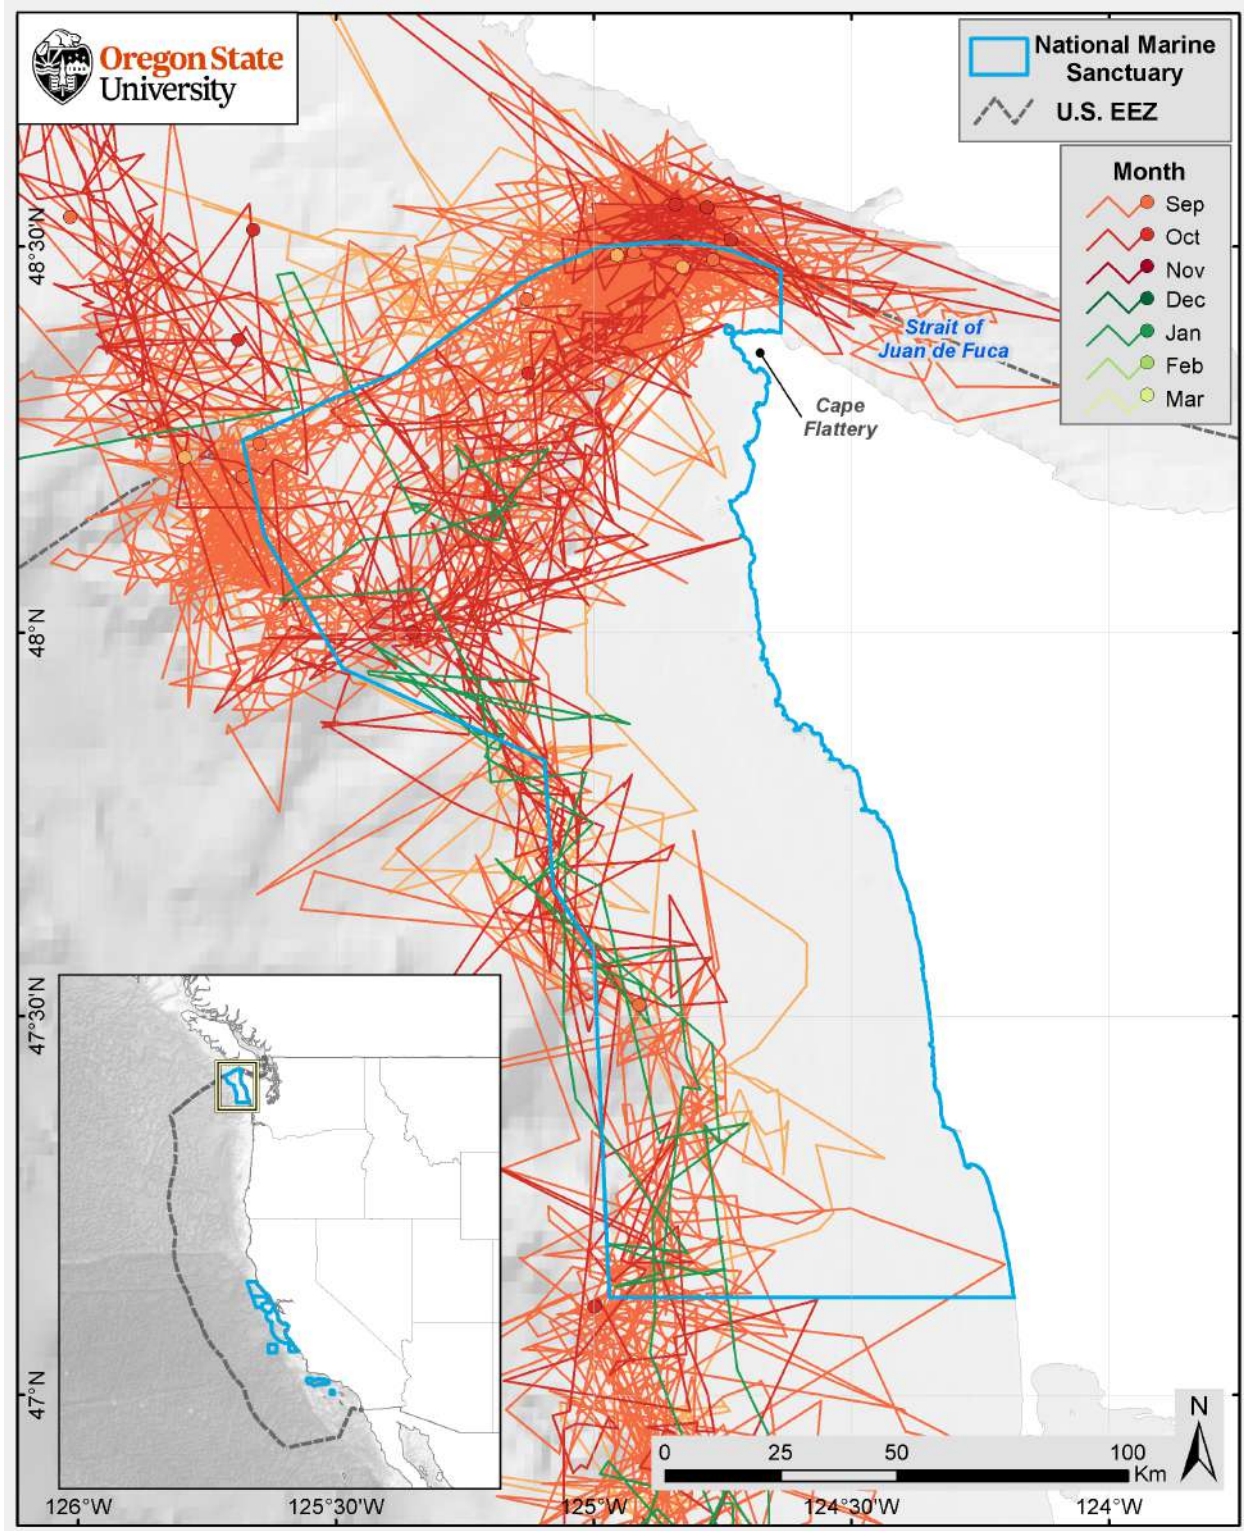 Oregon State
University
National Marine
Sanctuary
U.S. EEZ
Month
Sep
Oct
Nov
Dec
Jan
Feb
Mar
48°30'N
Strait of
Juan de Fuca
Cape
Flattery
48°N
47°30'N
47°N
N
0 25 50 100
Km
126°W 125°30'W 125°W 124°30'W 124°W